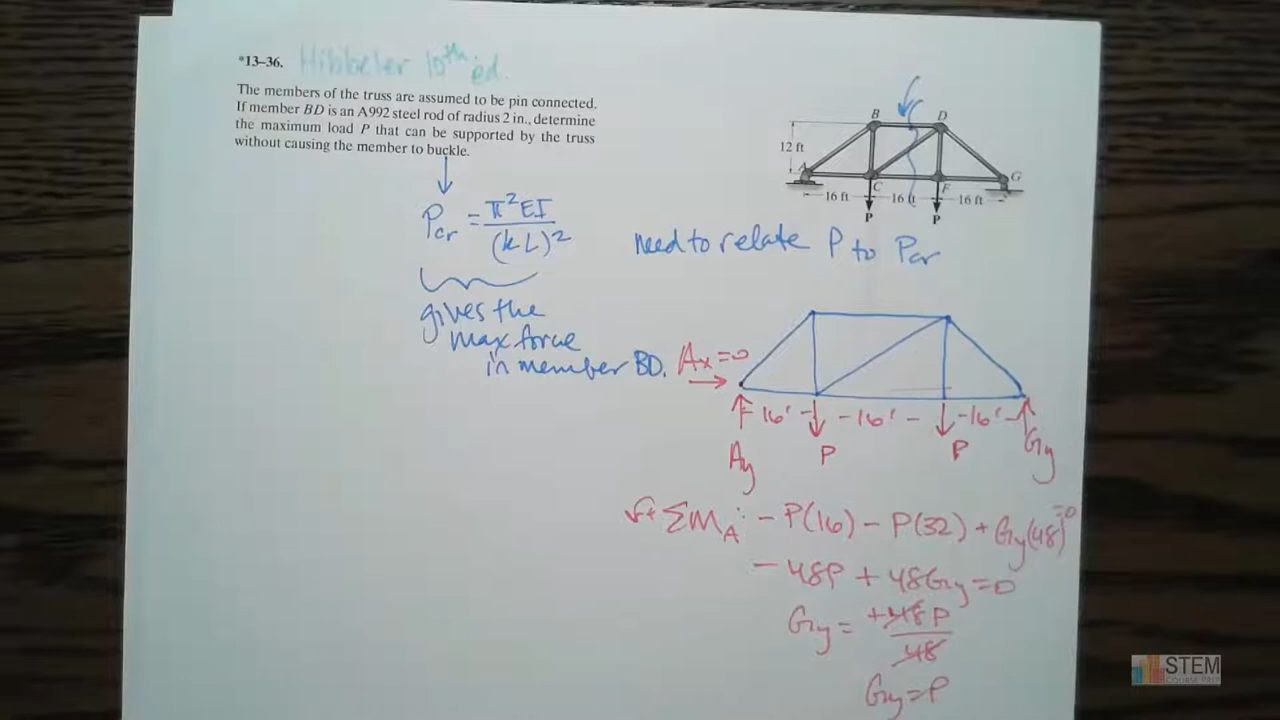 *13–36. Hibbeler 10th ed.
The members of the truss are assumed to be pin connected.
If member BD is an A992 steel rod of radius 2 in., determine
the maximum load P that can be supported by the truss
without causing the member to buckle.
Pcr = π²EI
(kL)²
gives the
max force
in member BD.
B D
12 ft
A C F G
16 ft 16 ft 16 ft
P P
need to relate P to Pcr
Ax=0
16' 16' 16'
Ay P P Gy
+ ΣMA: - P(16) - P(32) + Gy(48) =0
- 48P + 48Gy = 0
Gy = +48P
48
Gy = P
STEM
COURSE PREP